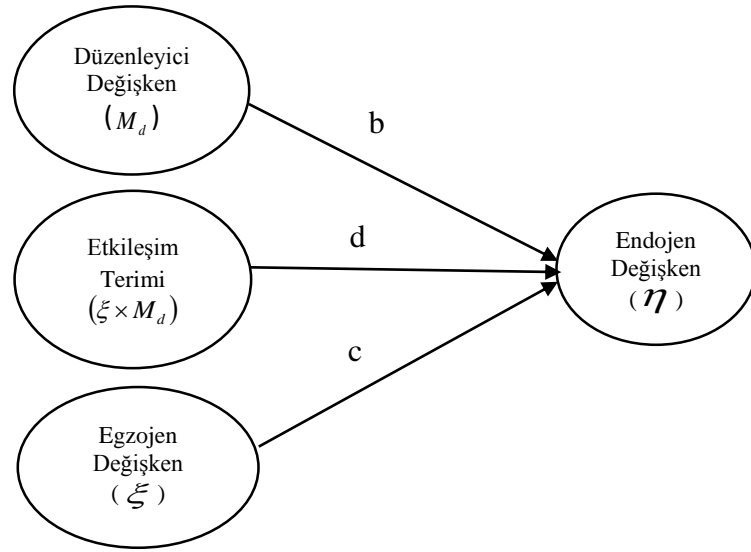 Düzenleyici
Değişken
(M_d)
b
Etkileşim
Terimi
(ξ × M_d)
d
Endojen
Değişken
(η)
c
Egzojen
Değişken
(ξ)